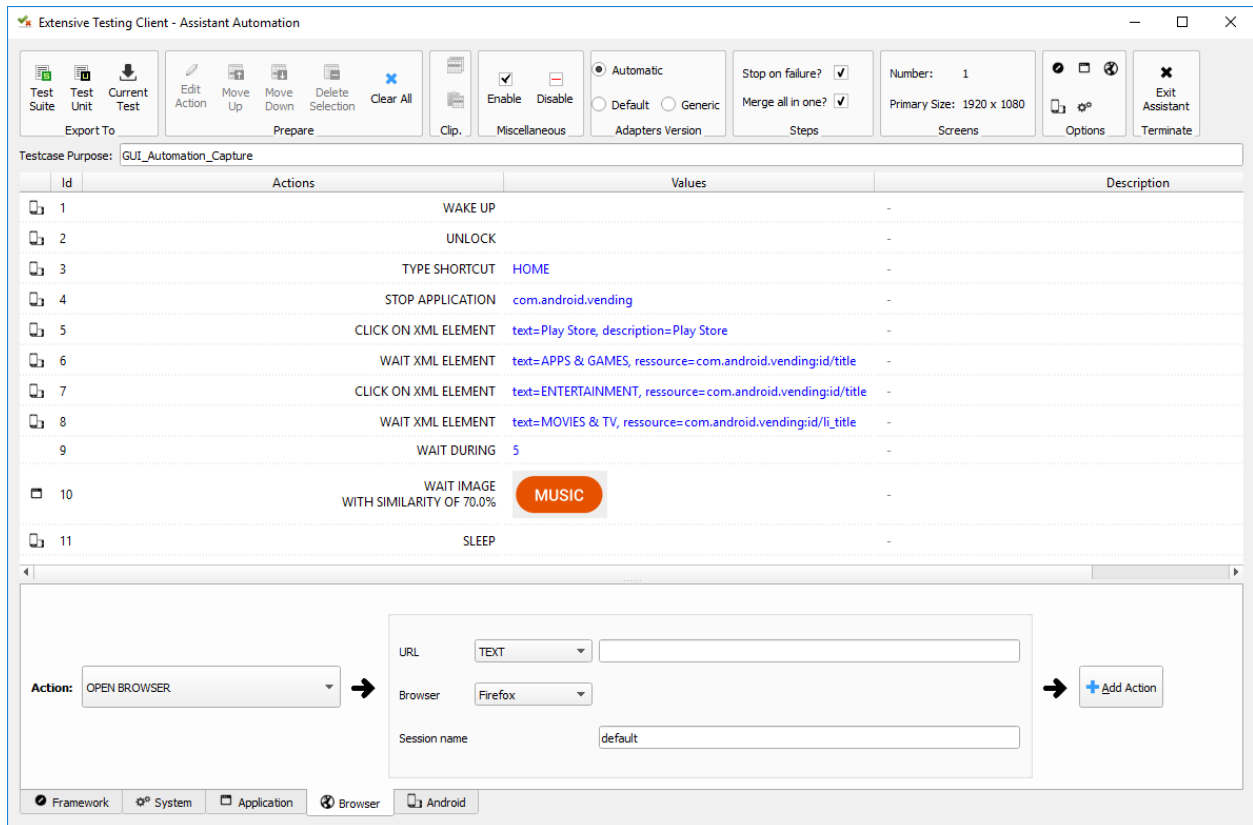 Extensive Testing Client - Assistant Automation
Test Suite
Test Unit
Current Test
Export To
Edit Action
Move Up
Move Down
Delete Selection
Clear All
Prepare
Clip.
Enable
Disable
Miscellaneous
Automatic
Default
Generic
Adapters Version
Stop on failure?
Merge all in one?
Steps
Number: 1
Primary Size: 1920 x 1080
Screens
Options
Exit Assistant
Terminate
Testcase Purpose: GUI_Automation_Capture
Id Actions Values Description
1 WAKE UP -
2 UNLOCK -
3 TYPE SHORTCUT HOME -
4 STOP APPLICATION com.android.vending -
5 CLICK ON XML ELEMENT text=Play Store, description=Play Store -
6 WAIT XML ELEMENT text=APPS & GAMES, ressource=com.android.vending:id/title -
7 CLICK ON XML ELEMENT text=ENTERTAINMENT, ressource=com.android.vending:id/title -
8 WAIT XML ELEMENT text=MOVIES & TV, ressource=com.android.vending:id/li_title -
9 WAIT DURING 5 -
10 WAIT IMAGE
WITH SIMILARITY OF 70.0% MUSIC -
11 SLEEP -
URL TEXT
Action: OPEN BROWSER
Browser Firefox
Add Action
Session name default
Framework System Application Browser Android